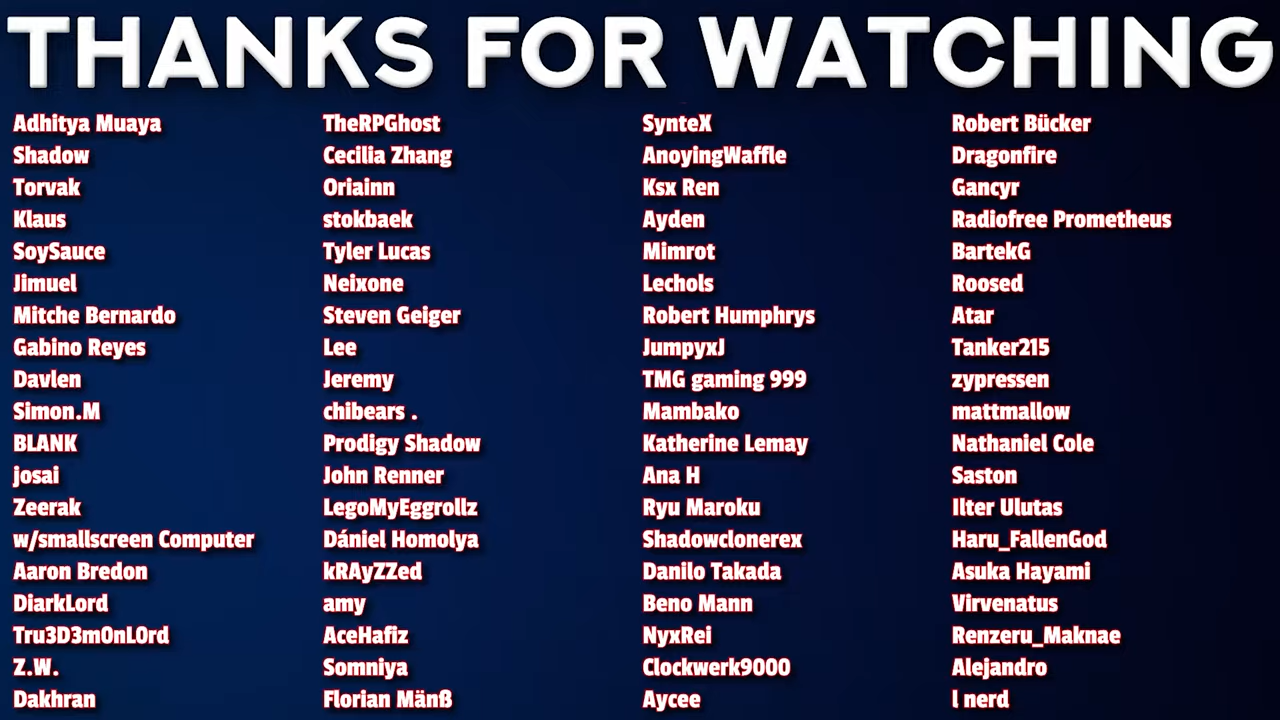 THANKS FOR WATCHING
Adhitya Muaya
Shadow
Torvak
Klaus
SoySauce
Jimuel
Mitche Bernardo
Gabino Reyes
Davlen
Simon.M
BLANK
josai
Zeerak
w/smallscreen Computer
Aaron Bredon
DiarkLord
Tru3D3m0nL0rd
Z.W.
Dakhran
TheRPGhost
Cecilia Zhang
Oriainn
stokbaek
Tyler Lucas
Neixone
Steven Geiger
Lee
Jeremy
chibears .
Prodigy Shadow
John Renner
LegoMyEggrollz
Dániel Homolya
kRAyZZed
amy
AceHafiz
Somniya
Florian Mänß
SynteX
AnoyingWaffle
Ksx Ren
Ayden
Mimrot
Lechols
Robert Humphrys
JumpyxJ
TMG gaming 999
Mambako
Katherine Lemay
Ana H
Ryu Maroku
Shadowclonerex
Danilo Takada
Beno Mann
NyxRei
Clockwerk9000
Aycee
Robert Bücker
Dragonfire
Gancyr
Radiofree Prometheus
BartekG
Roosed
Atar
Tanker215
zypressen
mattmallow
Nathaniel Cole
Saston
Ilter Ulutas
Haru_FallenGod
Asuka Hayami
Virvenatus
Renzeru_Maknae
Alejandro
l nerd